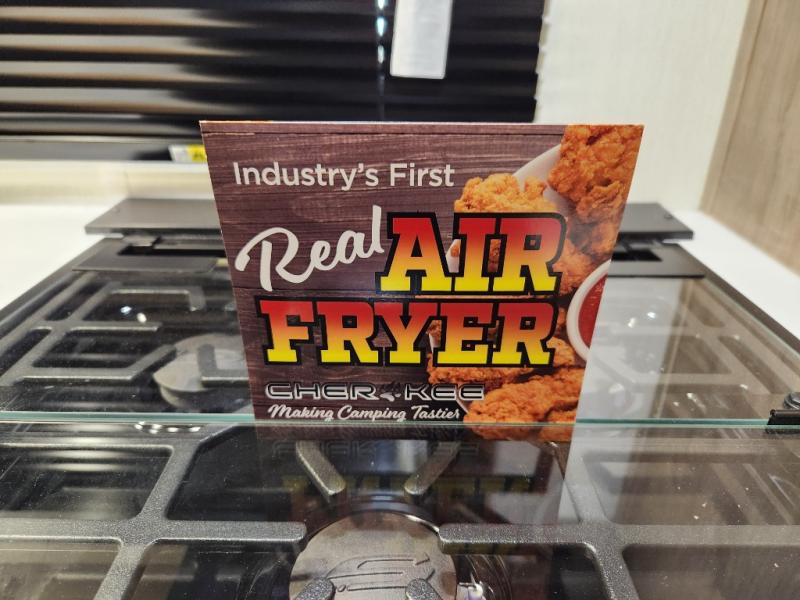 Industry's First
Real AIR
FRYER
CHEROKEE
Making Camping Tastier